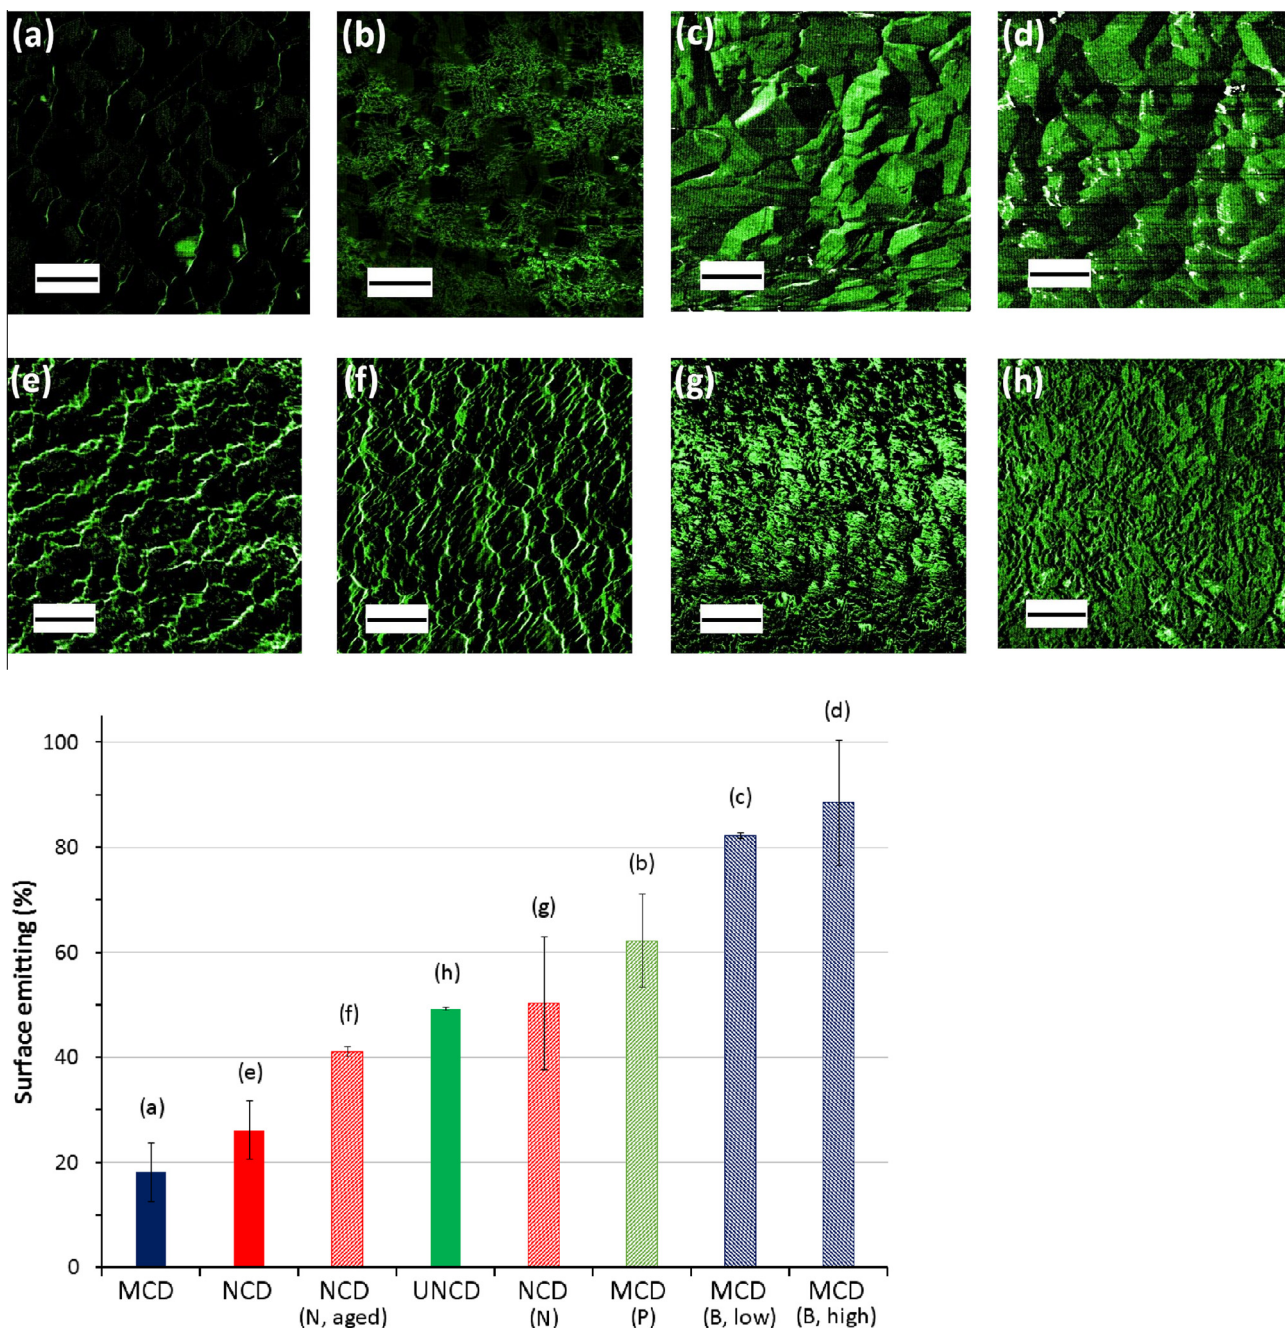 (a) (b) (c) (d)
(e) (f) (g) (h)
(d)
100
(c)
80
(b)
(g)
60
(h)
(f)
40
(e)
(a)
20
0
Surface emitting (%)
MCD NCD NCD UNCD NCD MCD MCD MCD
(N, aged) (N) (P) (B, low) (B, high)